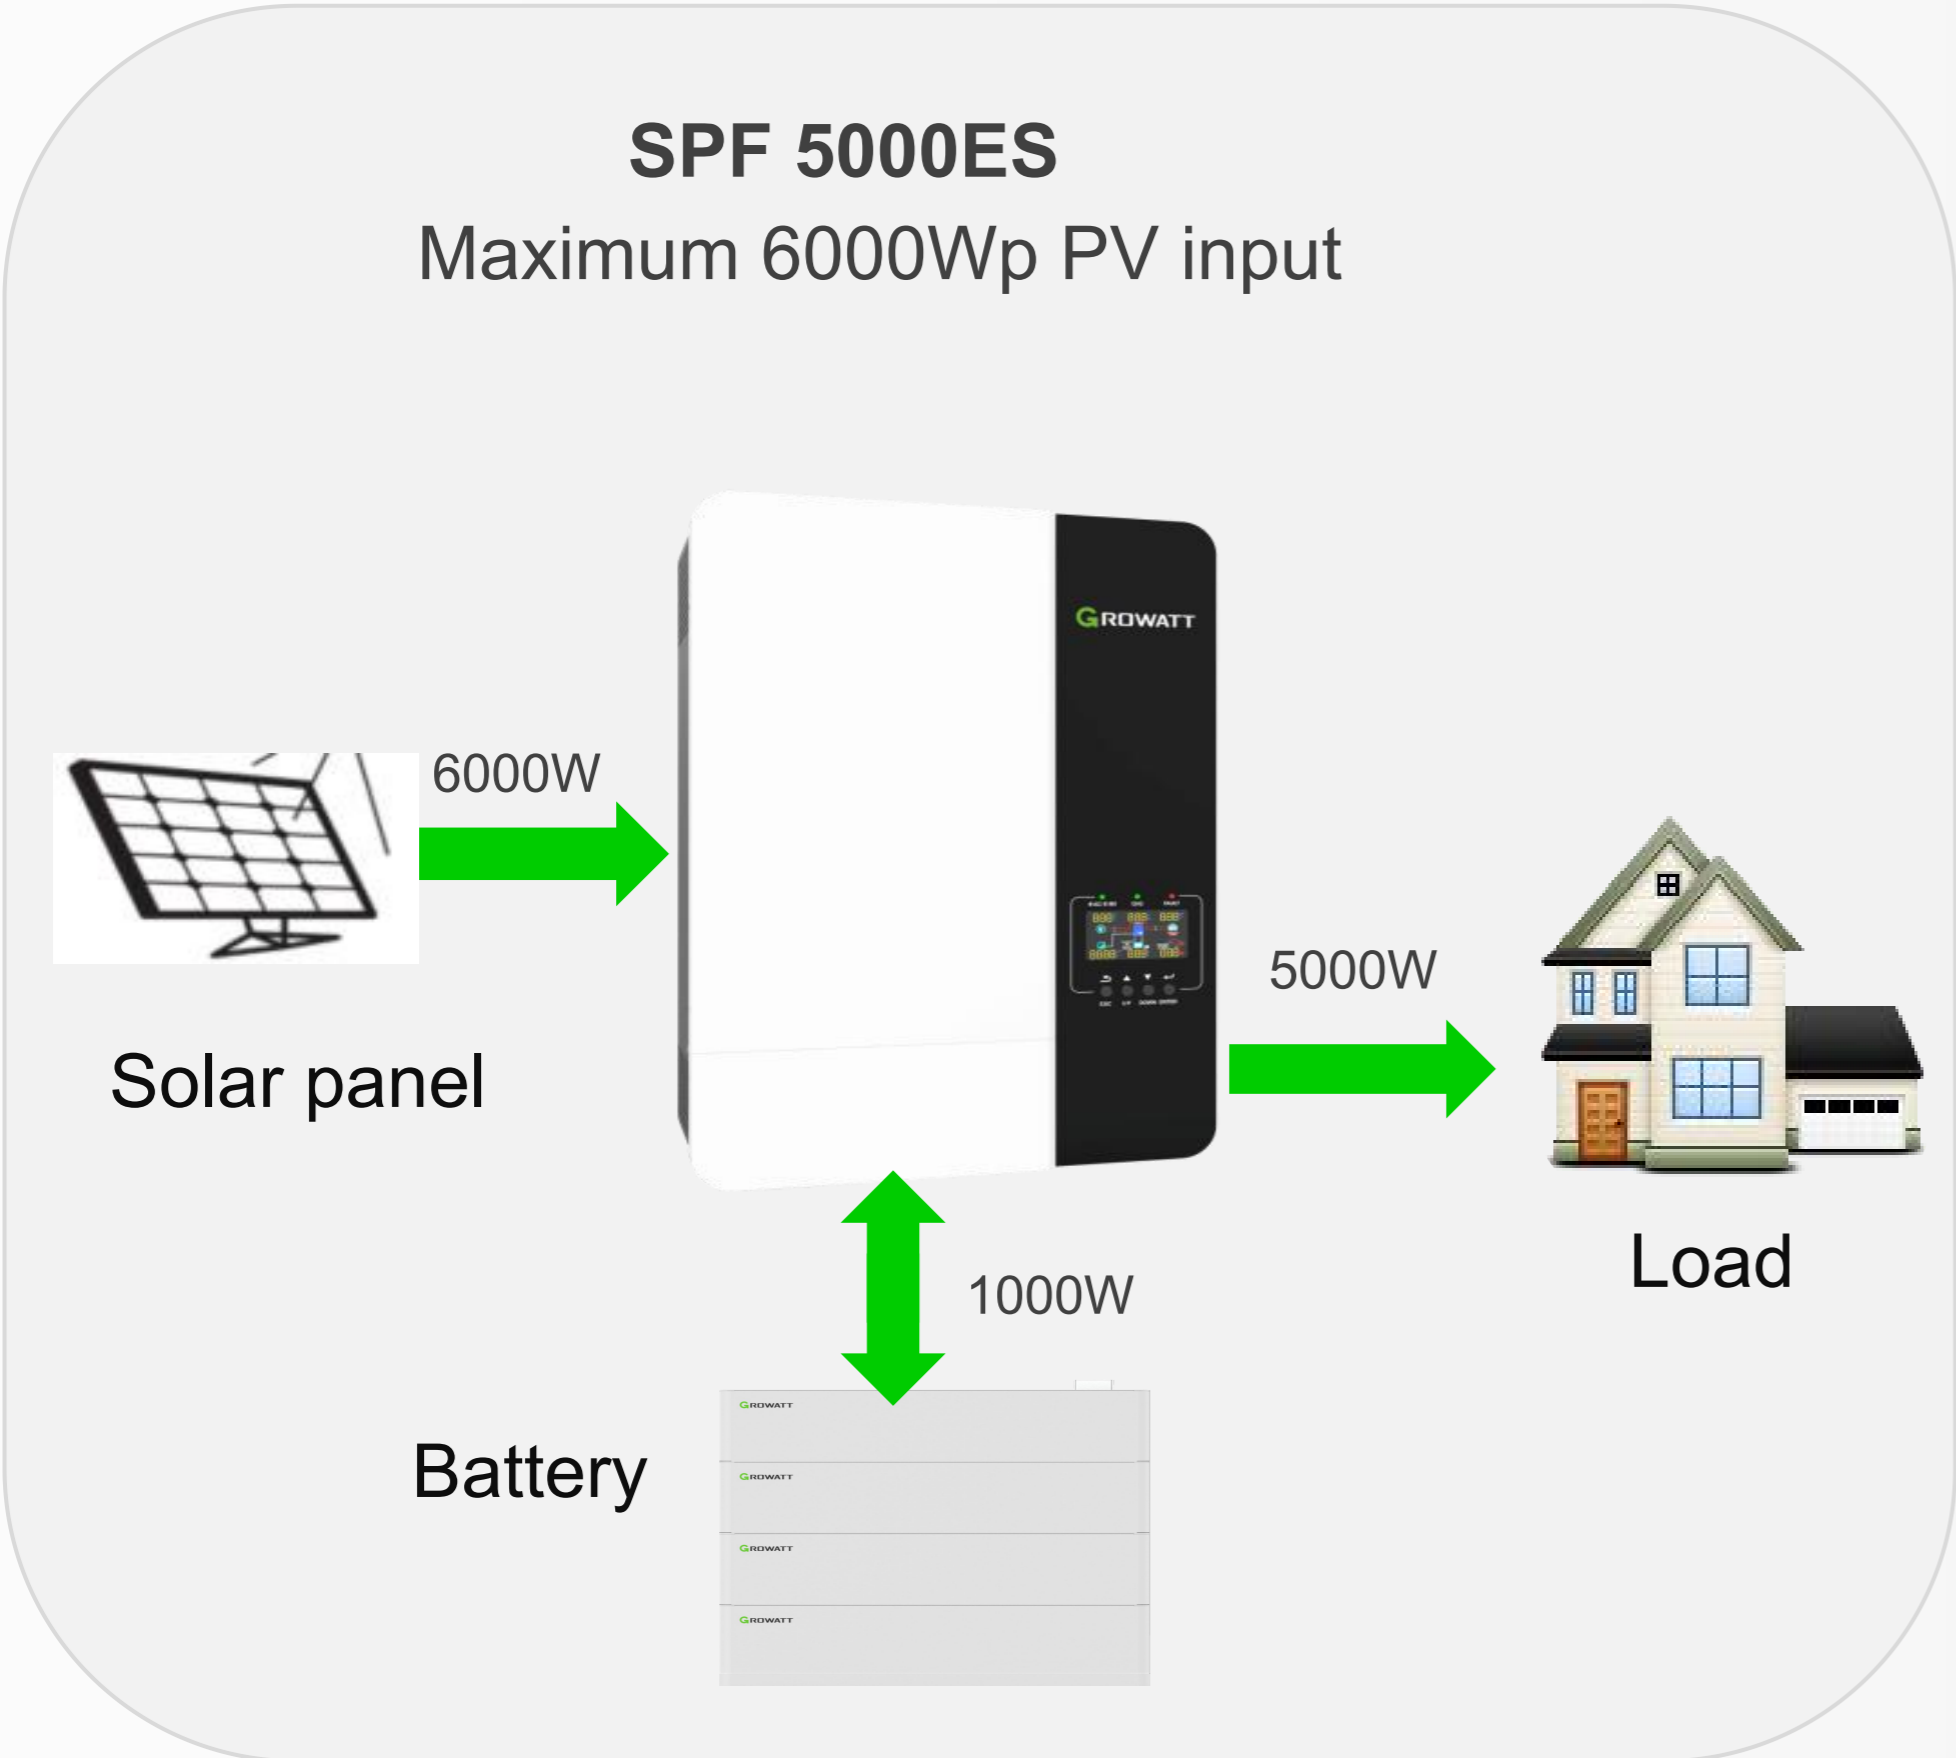 SPF 5000ES
Maximum 6000Wp PV input
GROWATT
6000W
5000W
Solar panel
Load
1000W
GROWATT
Battery
GROWATT
GROWATT
GROWATT